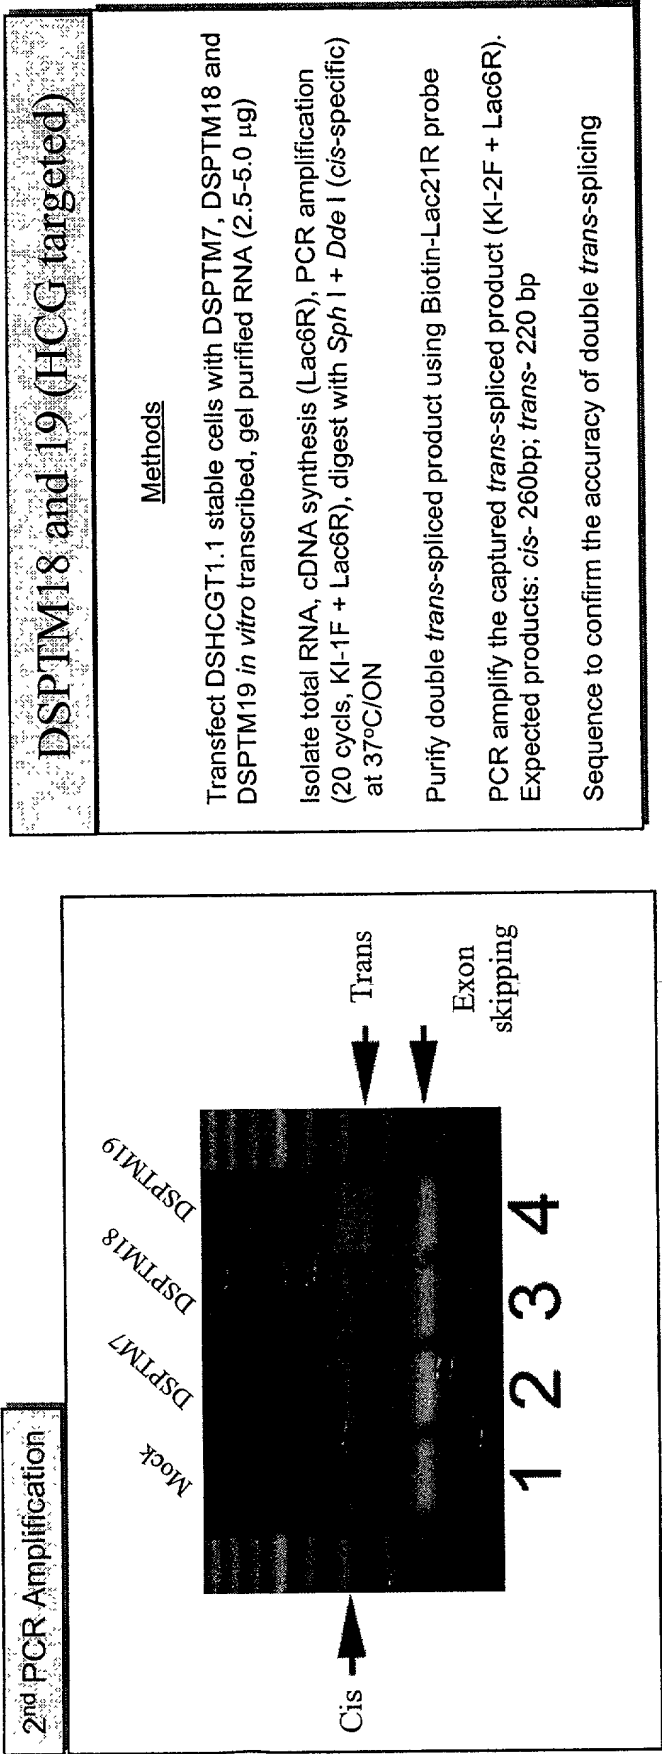 DSPTM18 and 19 (HCG targeted)
Methods
Transfect DSHCGT1.1 stable cells with DSPTM7, DSPTM18 and
DSPTM19 in vitro transcribed, gel purified RNA (2.5-5.0 µg)
Isolate total RNA, cDNA synthesis (Lac6R), PCR amplification
(20 cycls, KI-1F + Lac6R), digest with Sph I + Dde I (cis-specific)
at 37ºC/ON
Purify double trans-spliced product using Biotin-Lac21R probe
PCR amplify the captured trans-spliced product (KI-2F + Lac6R).
Expected products: cis- 260bp; trans- 220 bp
Sequence to confirm the accuracy of double trans-splicing
2nd PCR Amplification
Mock
DSPTM7
DSPTM18
DSPTM19
Cis
Trans
Exon
skipping
1 2 3 4